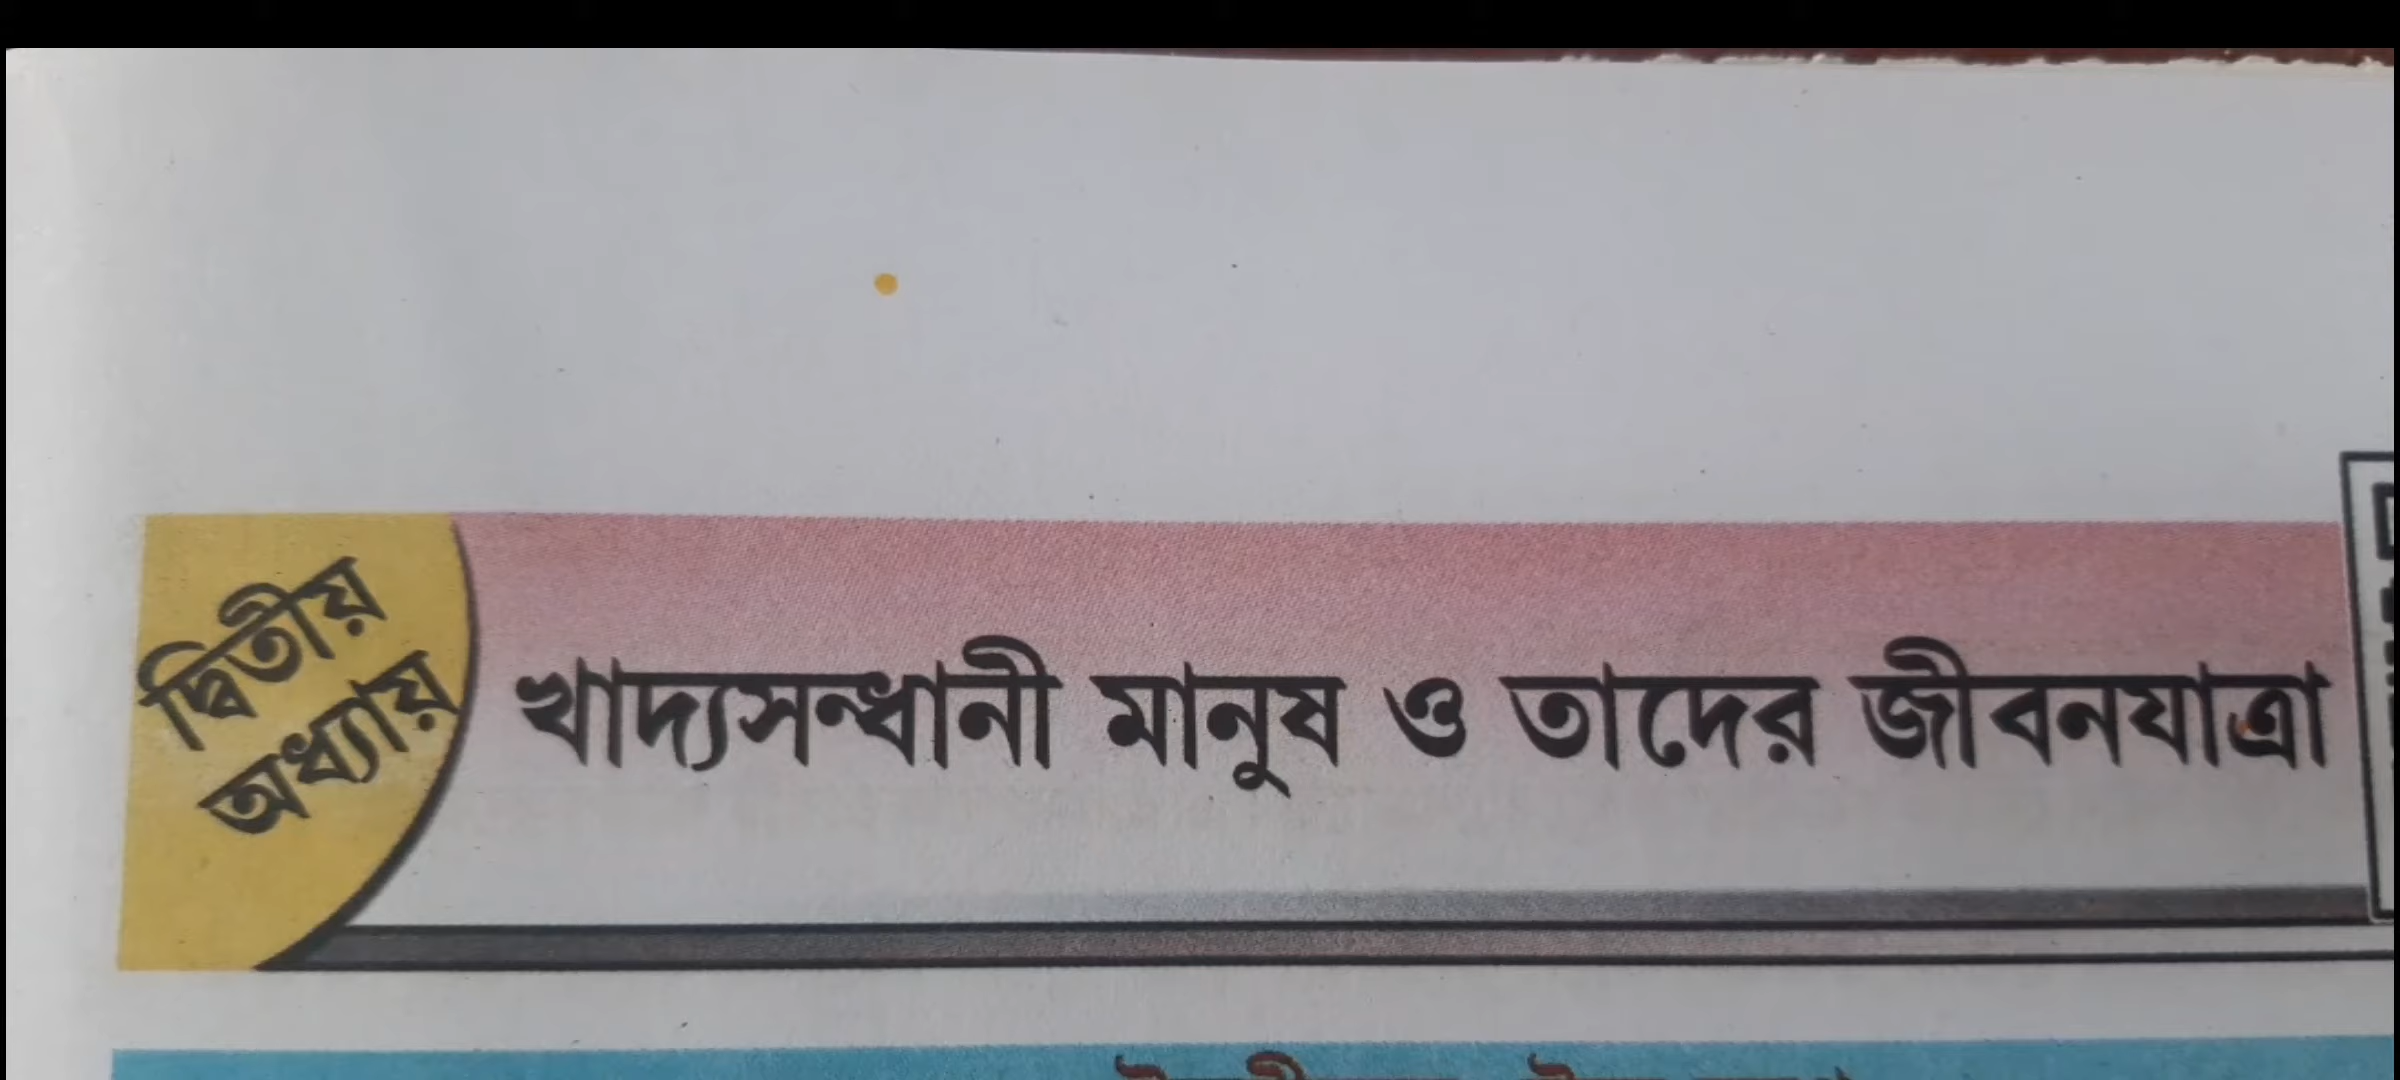 দ্বিতীয়
অধ্যায়
খাদ্যসন্ধানী মানুষ ও তাদের জীবনযাত্রা